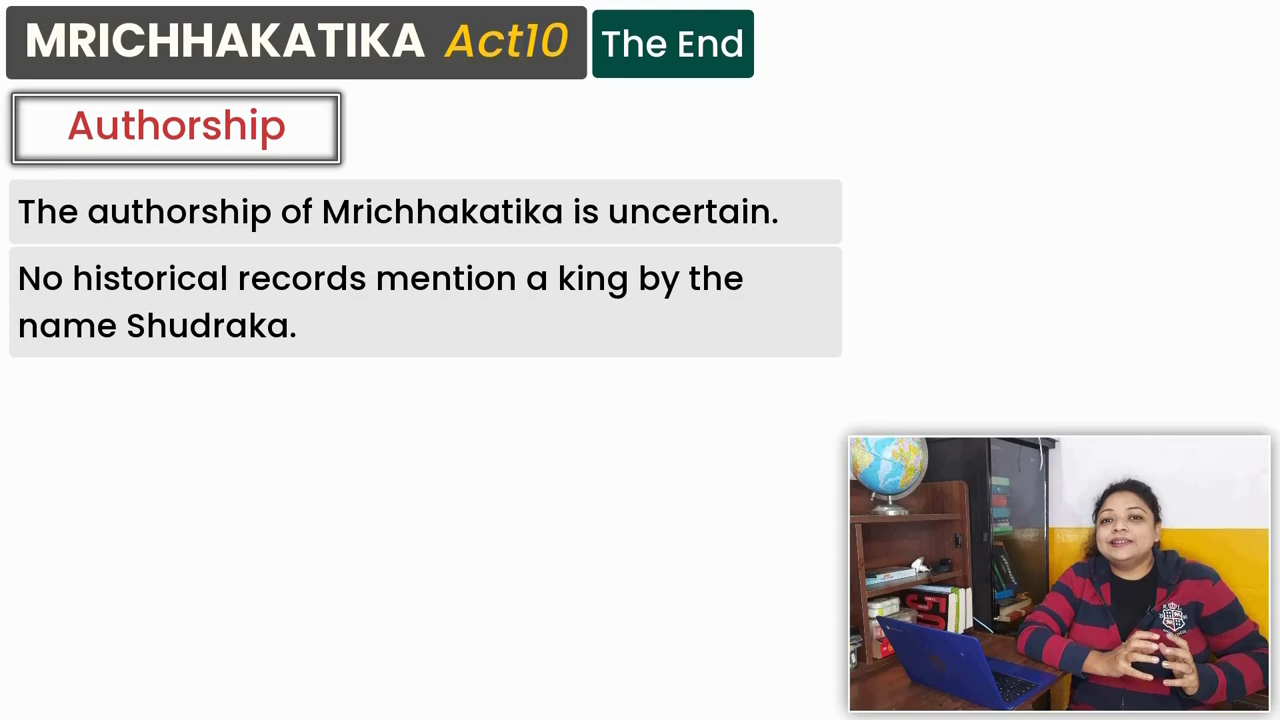 MRICHHAKATIKA Act10 The End
Authorship
The authorship of Mrichhakatika is uncertain.
No historical records mention a king by the
name Shudraka.